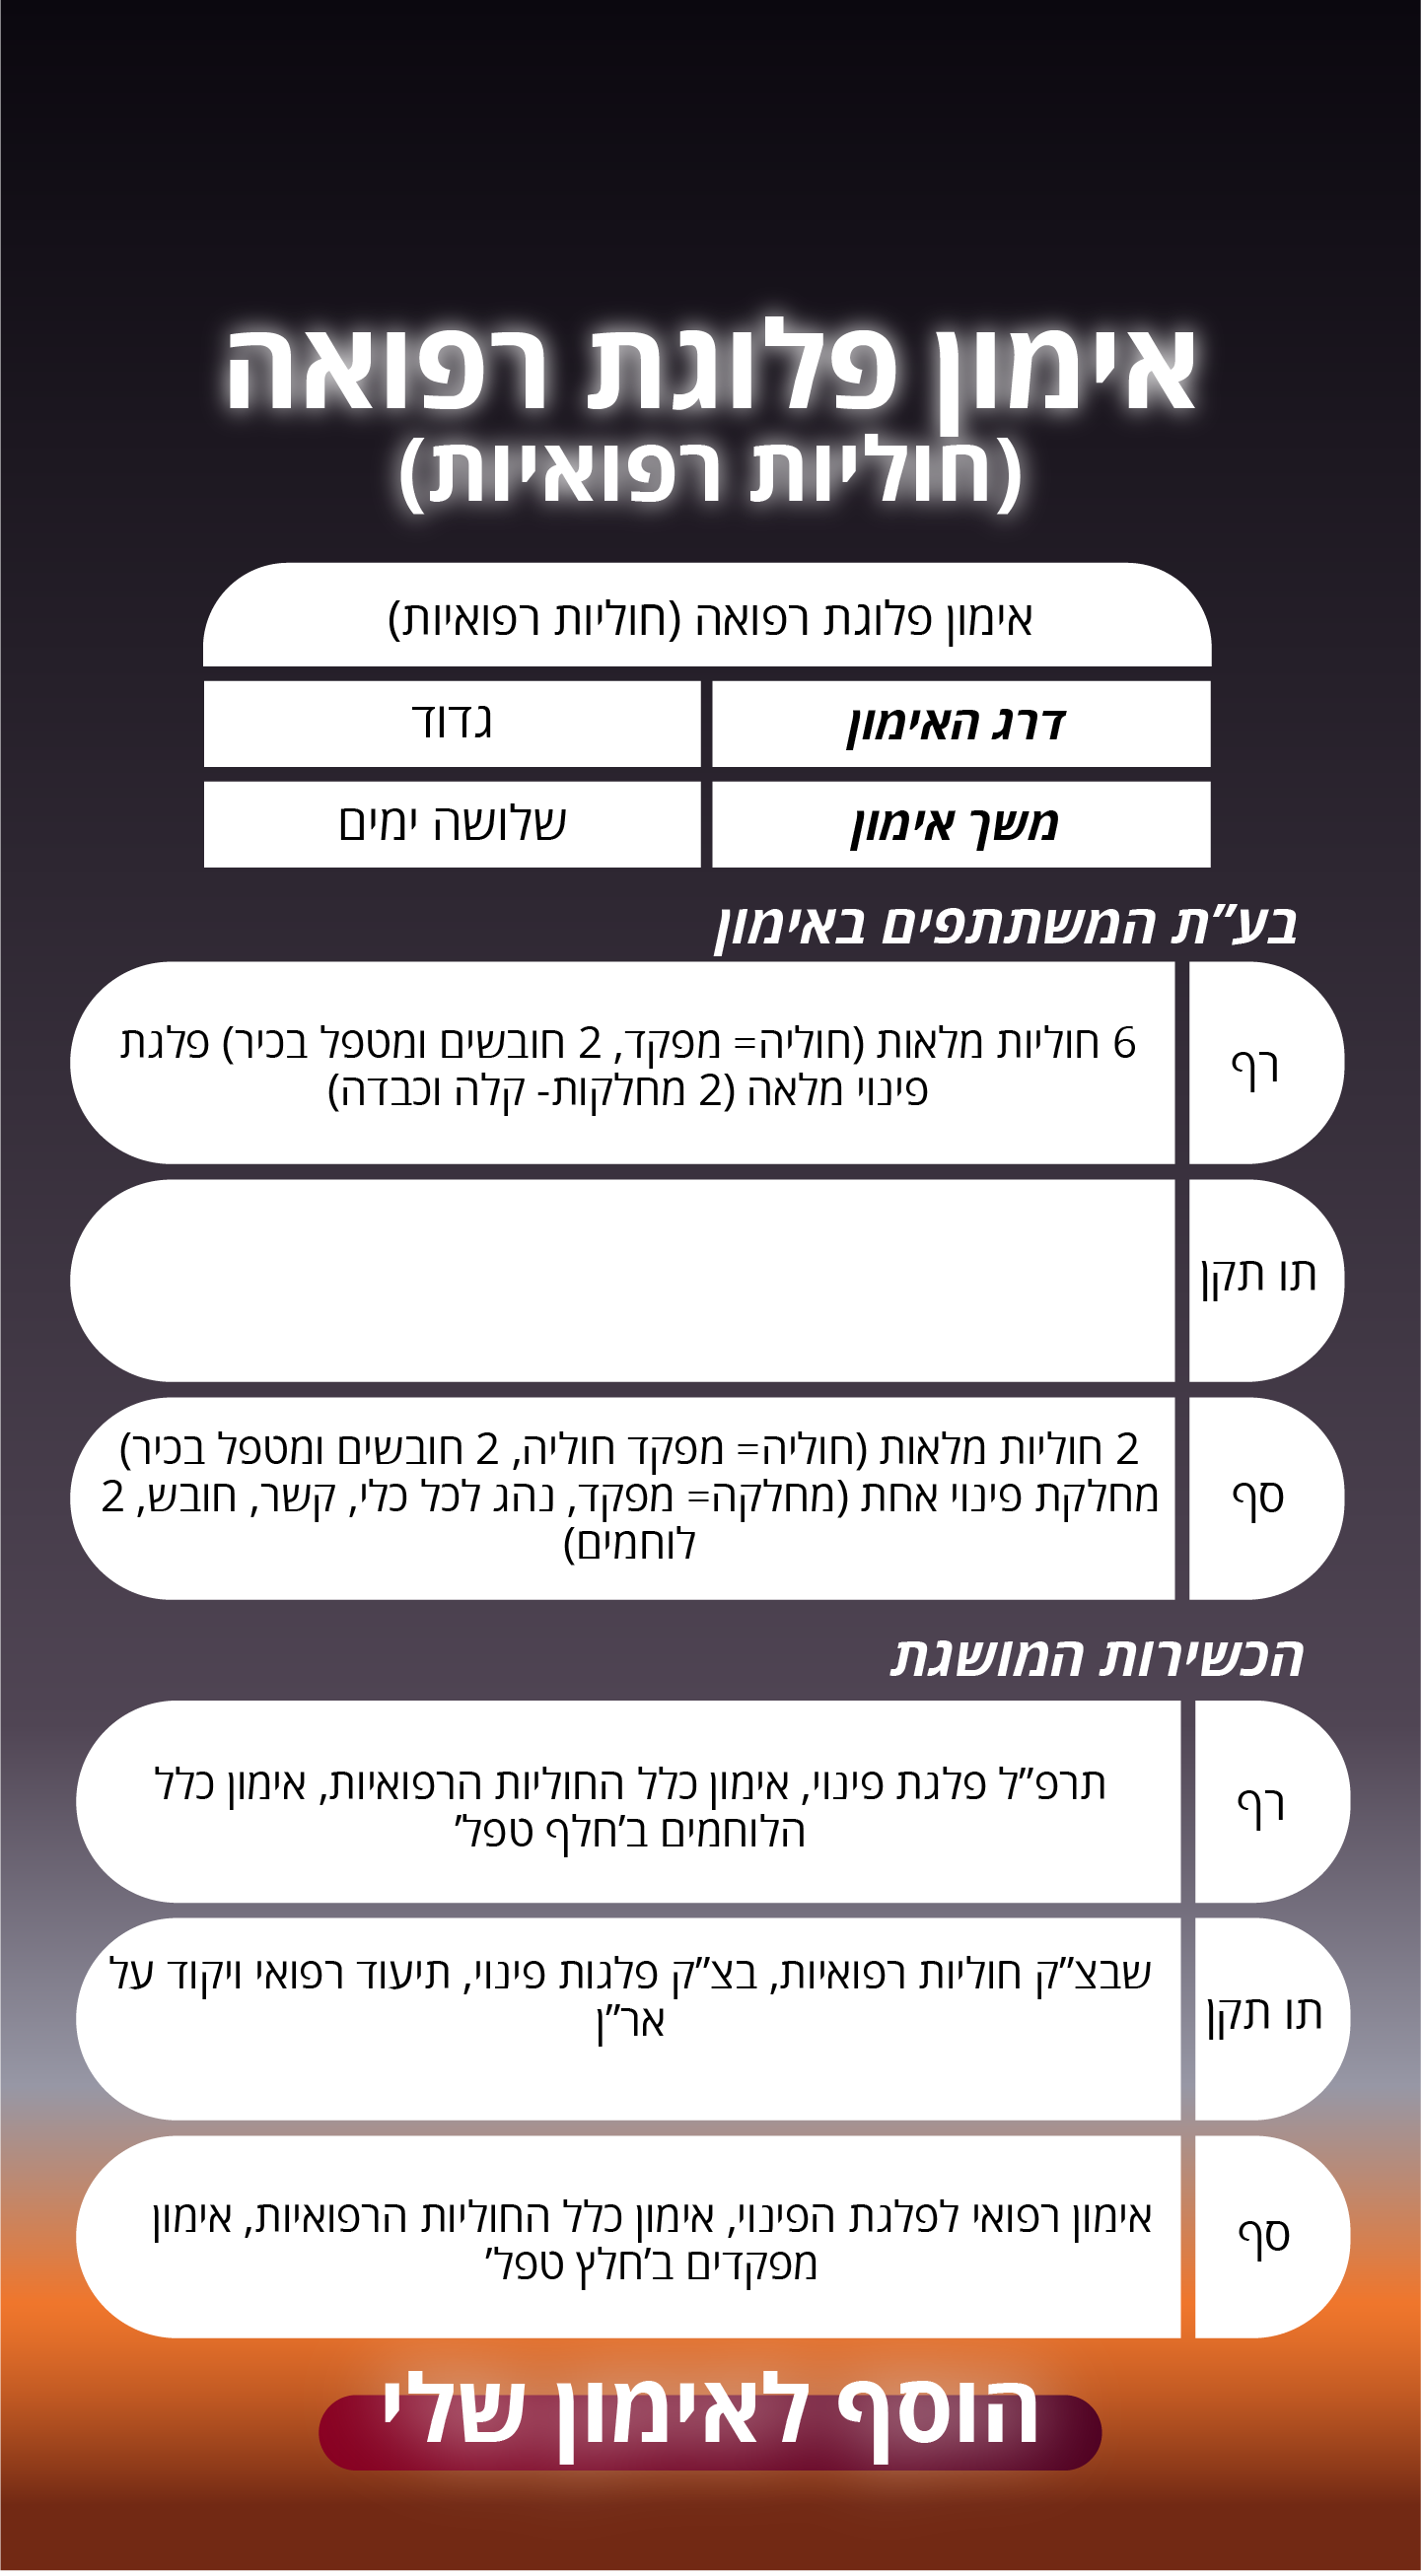 אימון פלוגת רפואה
(חוליות רפואיות)
אימון פלוגת רפואה (חוליות רפואיות)
דרג האימון
גדוד
משך אימון
שלושה ימים
בע"ת המשתתפים באימון
רף
6 חוליות מלאות (חוליה= מפקד, 2 חובשים ומטפל בכיר) פלגת
פינוי מלאה (2 מחלקות- קלה וכבדה)
תו תקן
סף
2 חוליות מלאות (חוליה= מפקד חוליה, 2 חובשים ומטפל בכיר)
מחלקת פינוי אחת (מחלקה= מפקד, נהג לכל כלי, קשר, חובש, 2
לוחמים)
הכשירות המושגת
רף
תרפ"ל פלגת פינוי, אימון כלל החוליות הרפואיות, אימון כלל
הלוחמים ב'חלף טפל'
תו תקן
שבצ"ק חוליות רפואיות, בצ"ק פלגות פינוי, תיעוד רפואי ויקוד על
אר"ן
סף
אימון רפואי לפלגת הפינוי, אימון כלל החוליות הרפואיות, אימון
מפקדים ב'חלץ טפל'
הוסף לאימון שלי